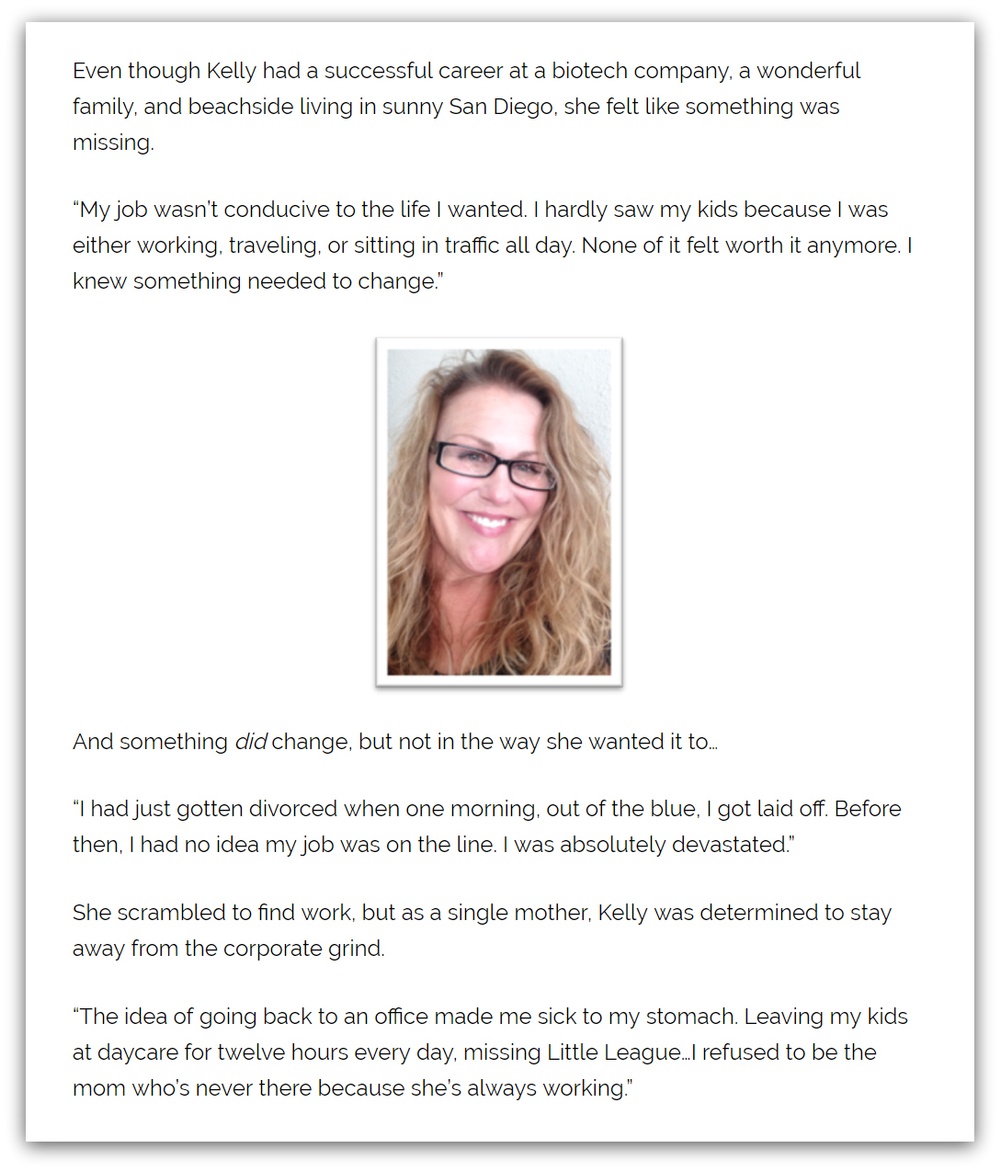 Even though Kelly had a successful career at a biotech company, a wonderful
family, and beachside living in sunny San Diego, she felt like something was
missing.
“My job wasn’t conducive to the life I wanted. I hardly saw my kids because I was
either working, traveling, or sitting in traffic all day. None of it felt worth it anymore. I
knew something needed to change.”
And something did change, but not in the way she wanted it to…
“I had just gotten divorced when one morning, out of the blue, I got laid off. Before
then, I had no idea my job was on the line. I was absolutely devastated.”
She scrambled to find work, but as a single mother, Kelly was determined to stay
away from the corporate grind.
“The idea of going back to an office made me sick to my stomach. Leaving my kids
at daycare for twelve hours every day, missing Little League…I refused to be the
mom who’s never there because she’s always working.”